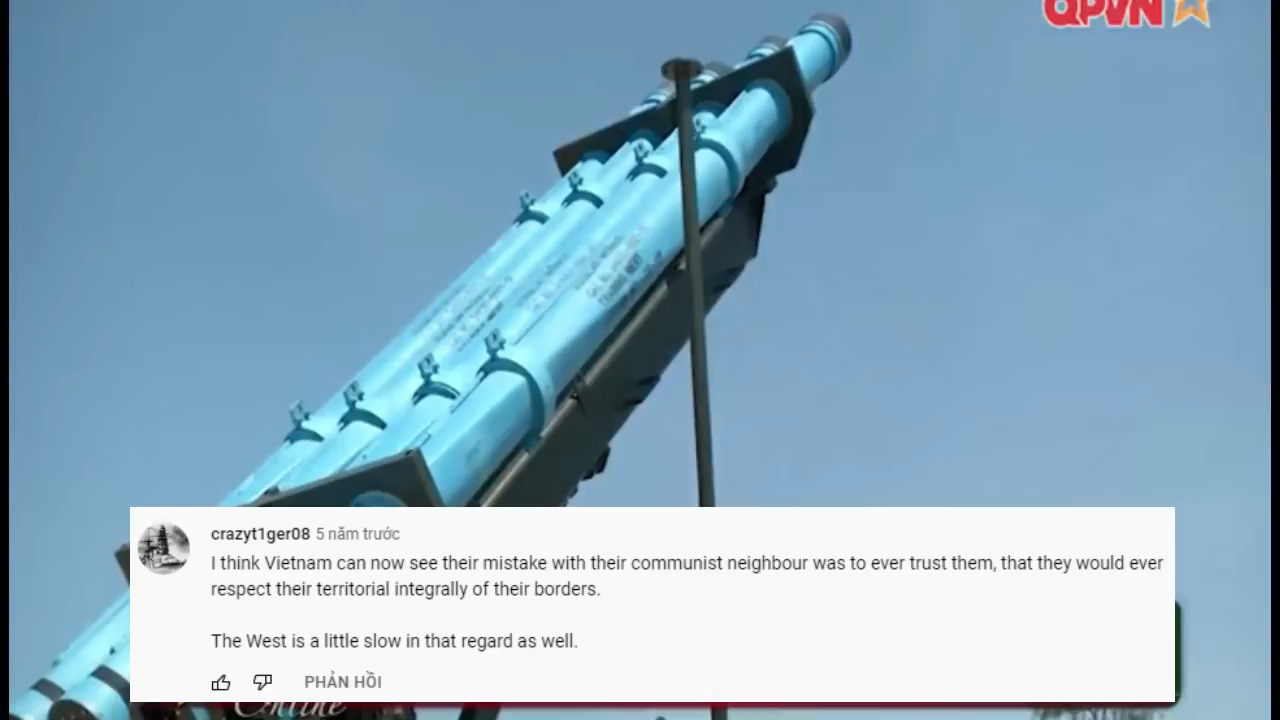 QPVN
crazyt1ger08 5 năm trước
I think Vietnam can now see their mistake with their communist neighbour was to ever trust them, that they would ever
respect their territorial integrally of their borders.
The West is a little slow in that regard as well.
PHẢN HỒI
Online